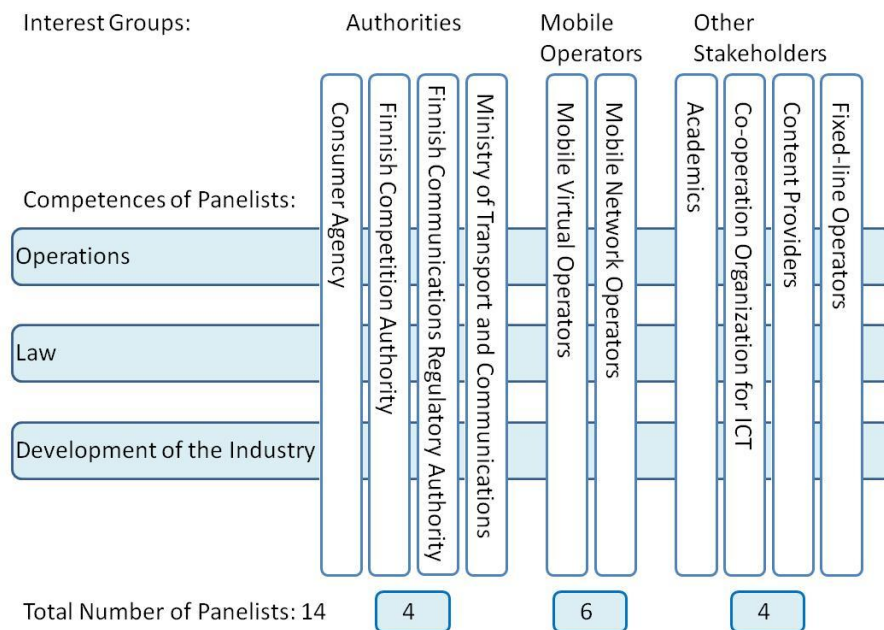 Interest Groups:
Authorities
Mobile
Operators
Other
Stakeholders
Consumer Agency
Finnish Competition Authority
Finnish Communications Regulatory Authority
Ministry of Transport and Communications
Mobile Virtual Operators
Mobile Network Operators
Academics
Co-operation Organization for ICT
Content Providers
Fixed-line Operators
Competences of Panelists:
Operations
Law
Development of the Industry
Total Number of Panelists: 14
4
6
4